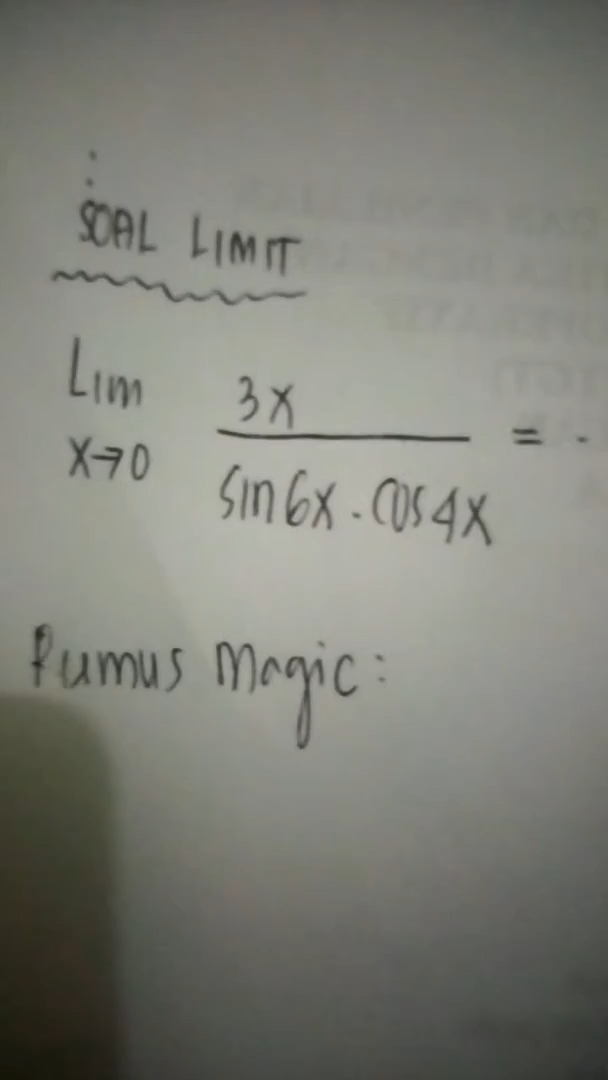 SOAL LIMIT
Lim x→0 3x / sin 6x . cos 4x = .
Rumus Magic :